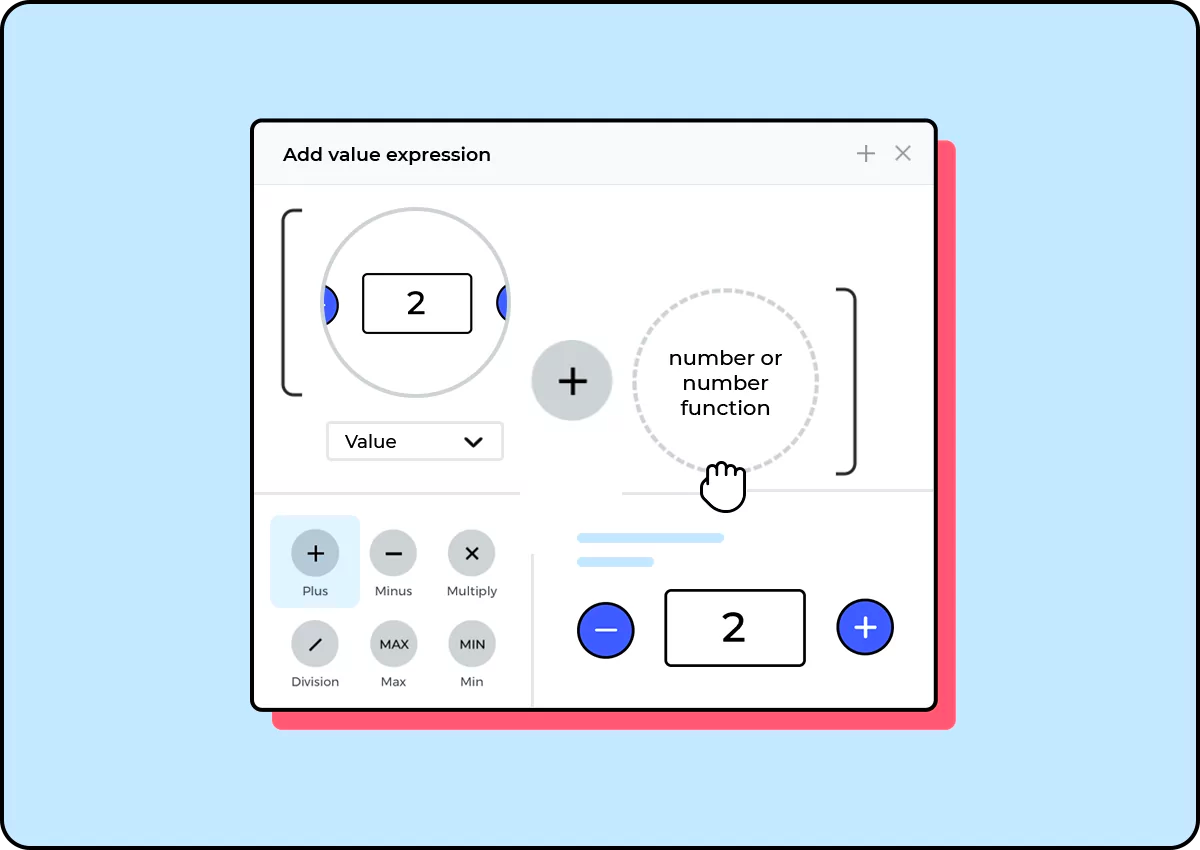 Add value expression
2
number or
number
function
Value
Plus
Minus
Multiply
Division
MAX
Max
MIN
Min
2